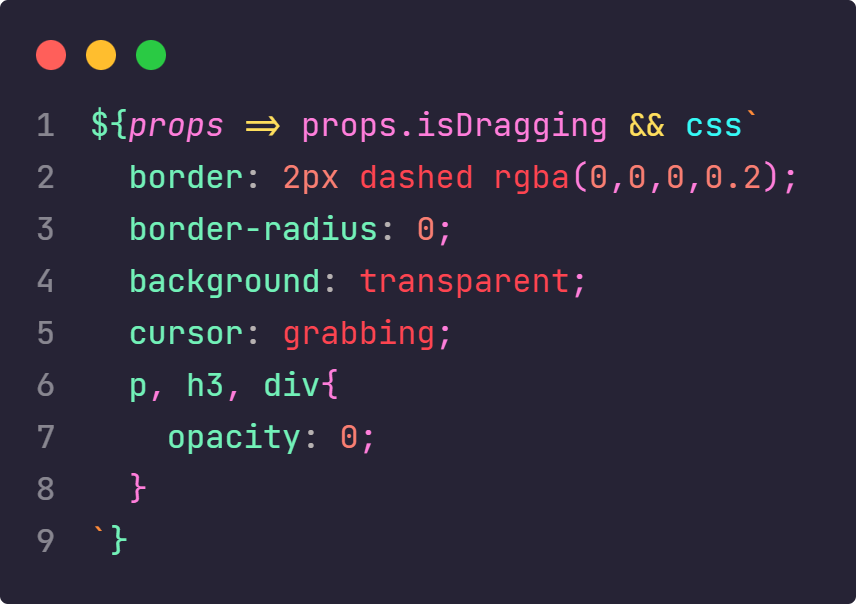 1 ${props => props.isDragging && css`
2 border: 2px dashed rgba(0,0,0,0.2);
3 border-radius: 0;
4 background: transparent;
5 cursor: grabbing;
6 p, h3, div{
7 opacity: 0;
8 }
9 `}